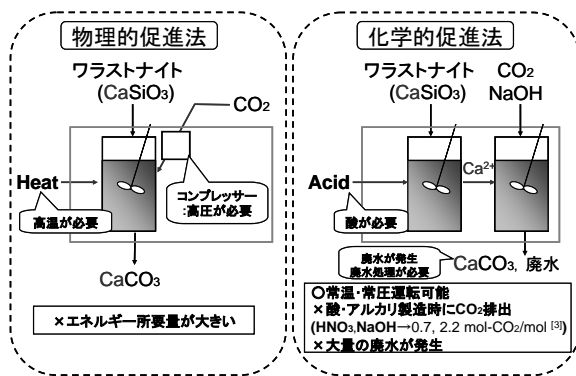 物理的促進法
ワラストナイト
(CaSiO₃)
CO₂
Heat
高温が必要
コンプレッサー
:高圧が必要
CaCO₃
×エネルギー所要量が大きい
化学的促進法
ワラストナイト
(CaSiO₃)
CO₂
NaOH
Acid
Ca²⁺
酸が必要
廃水が発生
廃水処理が必要
CaCO₃, 廃水
○常温・常圧運転可能
×酸・アルカリ製造時にCO₂排出
(HNO₃,NaOH→0.7, 2.2 mol-CO₂/mol [3])
×大量の廃水が発生